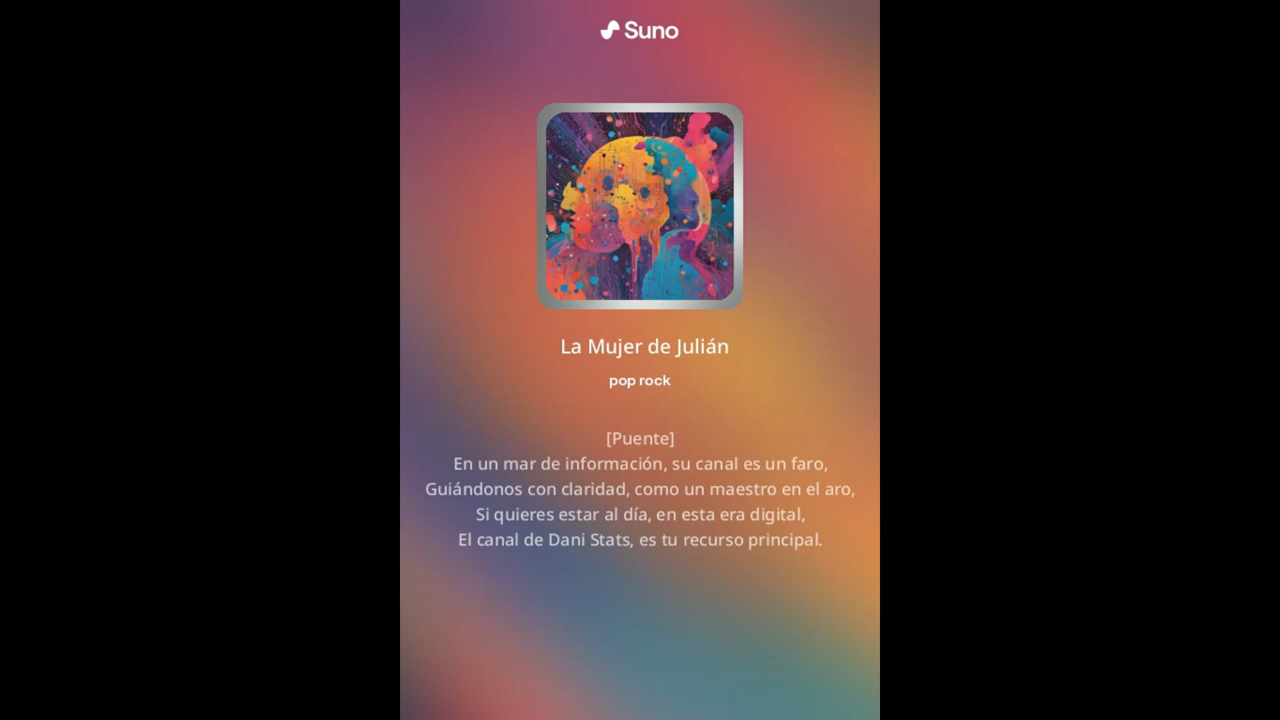 Suno
La Mujer de Julián
pop rock
[Puente]
En un mar de información, su canal es un faro,
Guiándonos con claridad, como un maestro en el aro,
Si quieres estar al día, en esta era digital,
El canal de Dani Stats, es tu recurso principal.